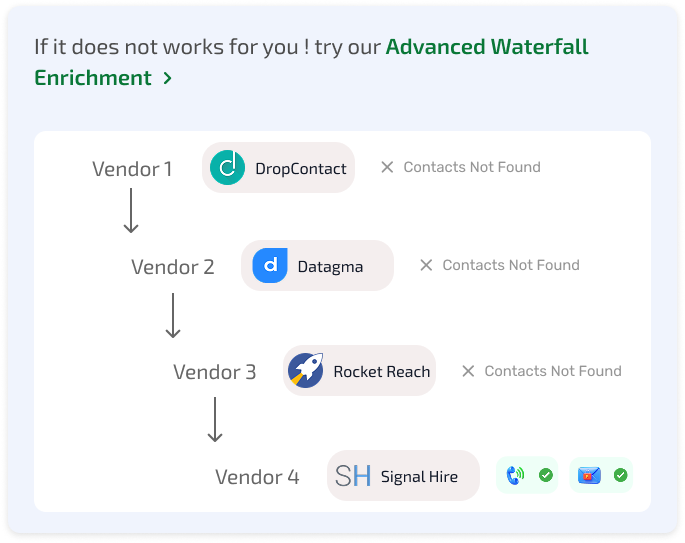 If it does not works for you ! try our Advanced Waterfall
Enrichment >
Vendor 1 d DropContact × Contacts Not Found
Vendor 2 d Datagma × Contacts Not Found
Vendor 3 Rocket Reach × Contacts Not Found
Vendor 4 SH Signal Hire